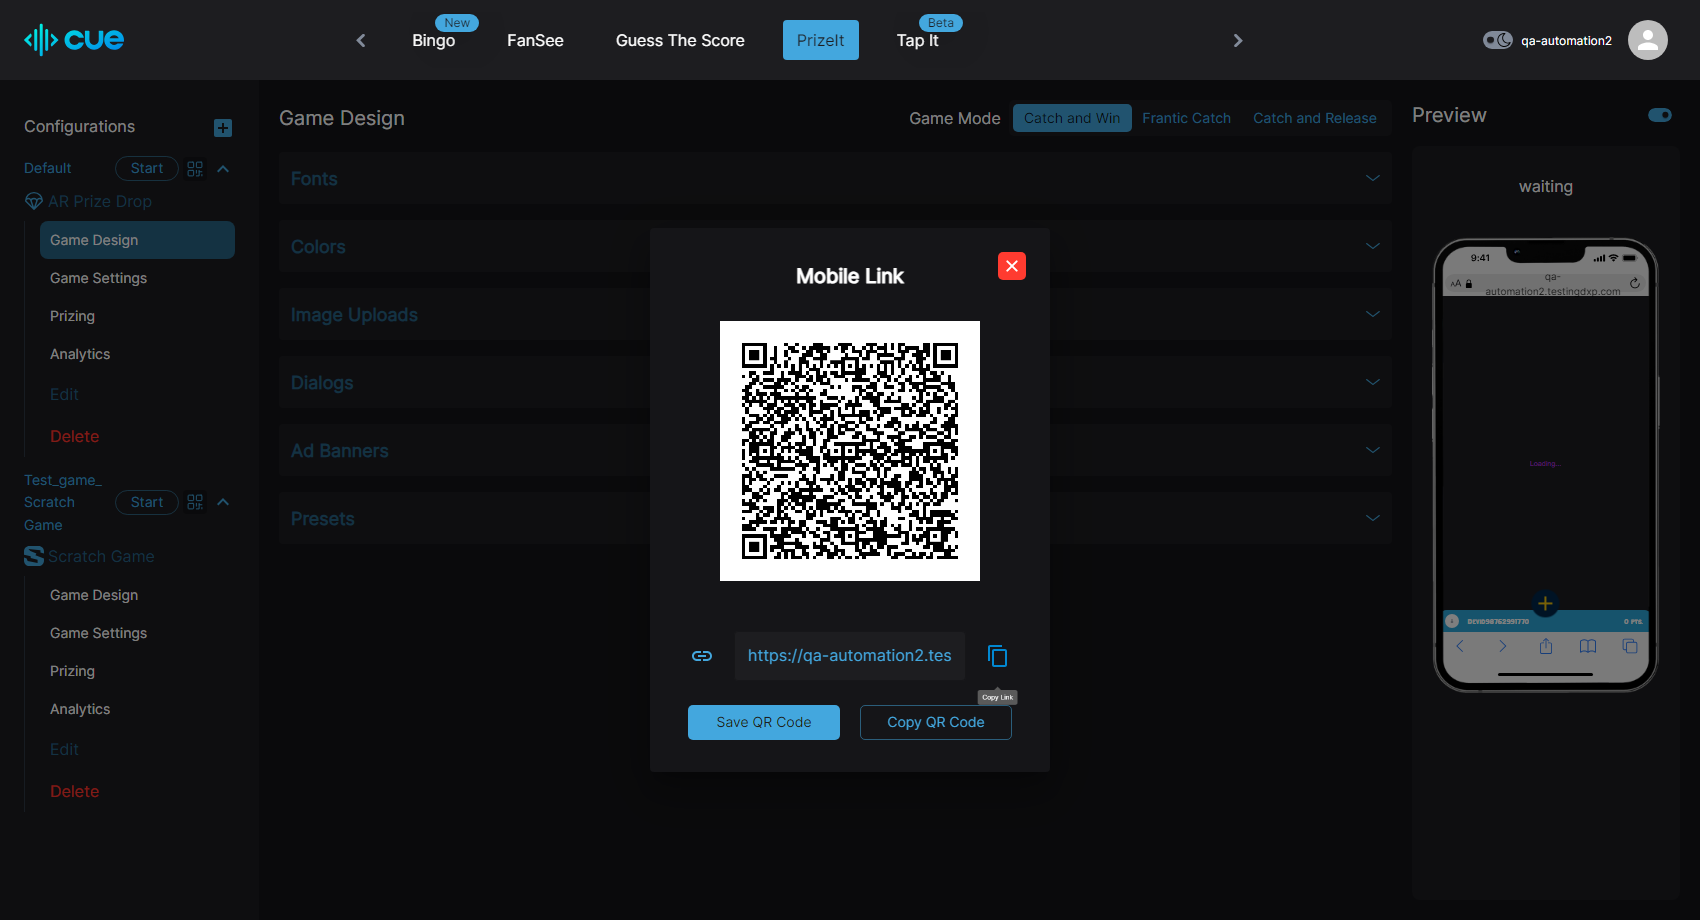 cue
New
Bingo
FanSee
Guess The Score
PrizeIt
Beta
Tap It
qa-automation2
Configurations
Default
Start
AR Prize Drop
Game Design
Game Settings
Prizing
Analytics
Edit
Delete
Test_game_
Scratch
Game
Start
Scratch Game
Game Design
Game Settings
Prizing
Analytics
Edit
Delete
Game Design
Game Mode
Catch and Win
Frantic Catch
Catch and Release
Fonts
Colors
Image Uploads
Dialogs
Ad Banners
Presets
Mobile Link
https://qa-automation2.tes
Copy Link
Save QR Code
Copy QR Code
Preview
waiting
9:41
AA
qa-
automation2.testingdxp.com
Loading...
0 PTS.